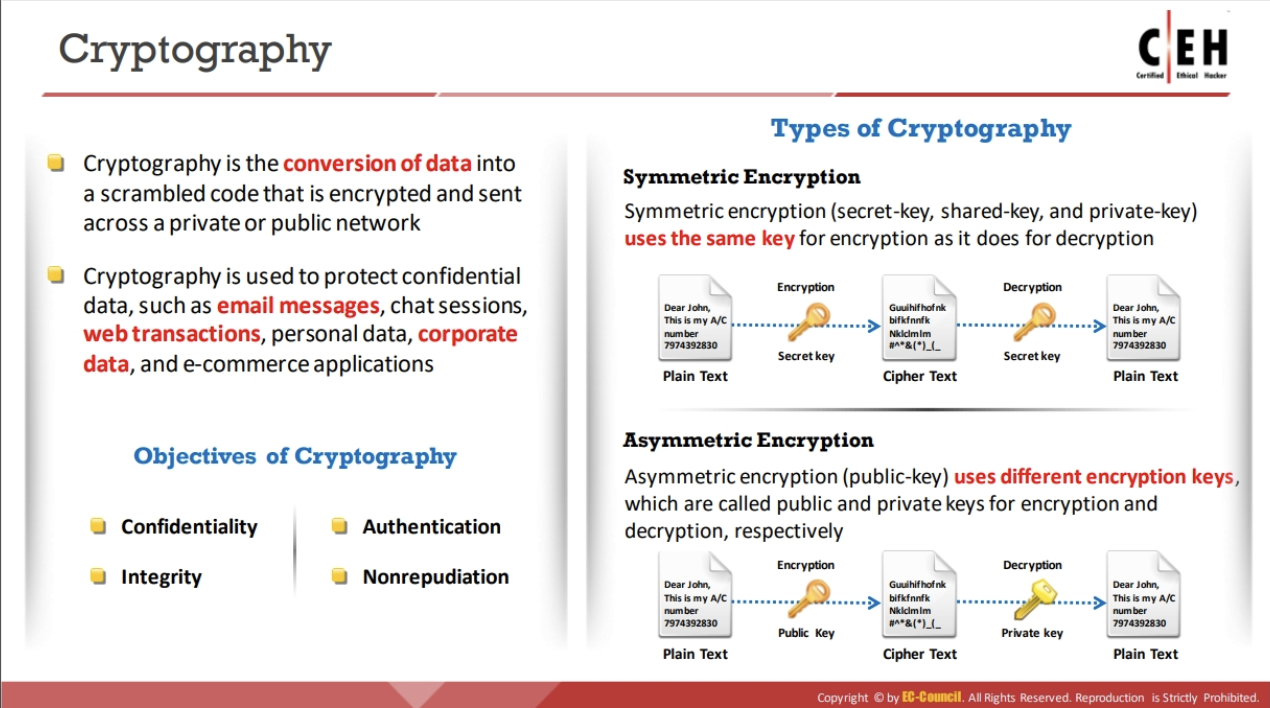 Cryptography
C|EH
Certified Ethical Hacker
Cryptography is the conversion of data into
a scrambled code that is encrypted and sent
across a private or public network
Cryptography is used to protect confidential
data, such as email messages, chat sessions,
web transactions, personal data, corporate
data, and e-commerce applications
Objectives of Cryptography
Confidentiality
Authentication
Integrity
Nonrepudiation
Types of Cryptography
Symmetric Encryption
Symmetric encryption (secret-key, shared-key, and private-key)
uses the same key for encryption as it does for decryption
Dear John,
This is my A/C
number
7974392830
Plain Text
Encryption
Secret key
Guuihifhofnk
bifkfnnfk
Nklclmlm
#^*&(*)_(_
Cipher Text
Decryption
Secret key
Dear John,
This is my A/C
number
7974392830
Plain Text
Asymmetric Encryption
Asymmetric encryption (public-key) uses different encryption keys,
which are called public and private keys for encryption and
decryption, respectively
Dear John,
This is my A/C
number
7974392830
Plain Text
Encryption
Public Key
Guuihifhofnk
bifkfnnfk
Nklclmlm
#^*&(*)_(_
Cipher Text
Decryption
Private key
Dear John,
This is my A/C
number
7974392830
Plain Text
Copyright © by EC-Council. All Rights Reserved. Reproduction is Strictly Prohibited.